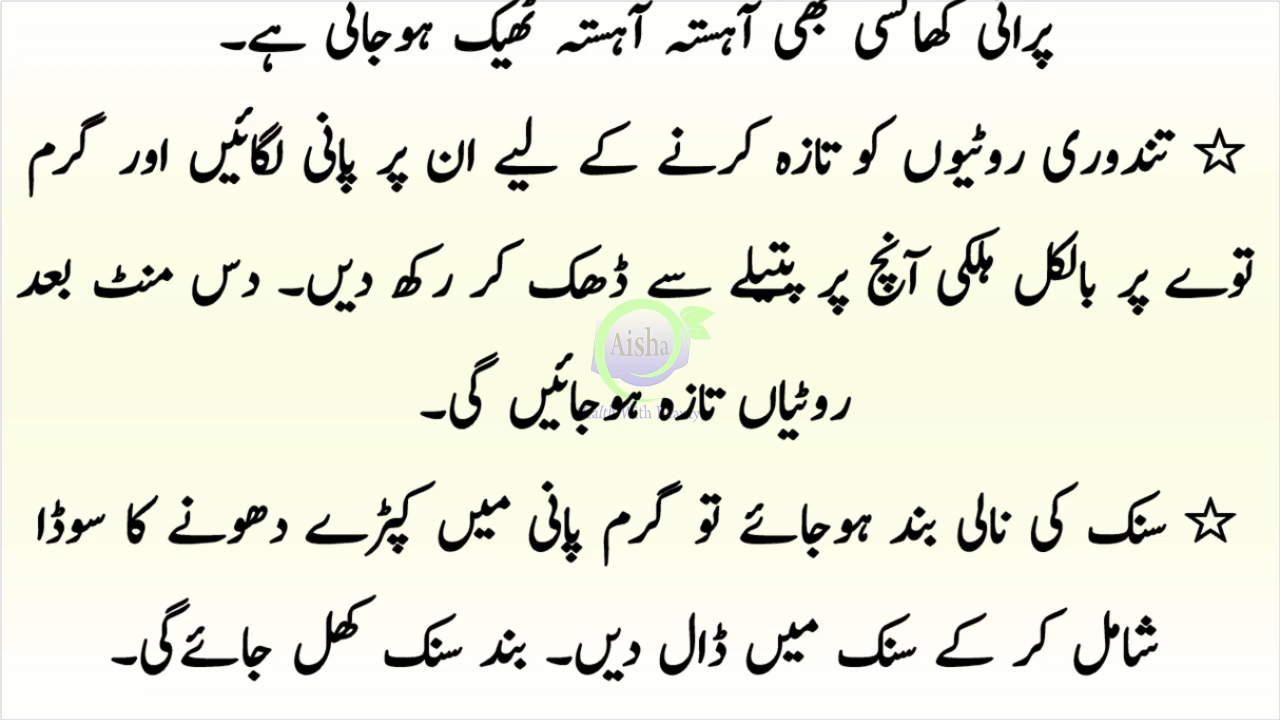 پرانی کھانسی بھی آہستہ آہستہ ٹھیک ہوجاتی ہے۔
☆ تندوری روٹیوں کو تازہ کرنے کے لیے ان پر پانی لگائیں اور گرم
توے پر بالکل ہلکی آنچ پر پتیلے سے ڈھک کر رکھ دیں۔ دس منٹ بعد
Aisha
روٹیاں تازہ ہوجائیں گی۔
☆ سنک کی نالی بند ہوجائے تو گرم پانی میں کپڑے دھونے کا سوڈا
شامل کر کے سنک میں ڈال دیں۔ بند سنک کھل جائےگی۔